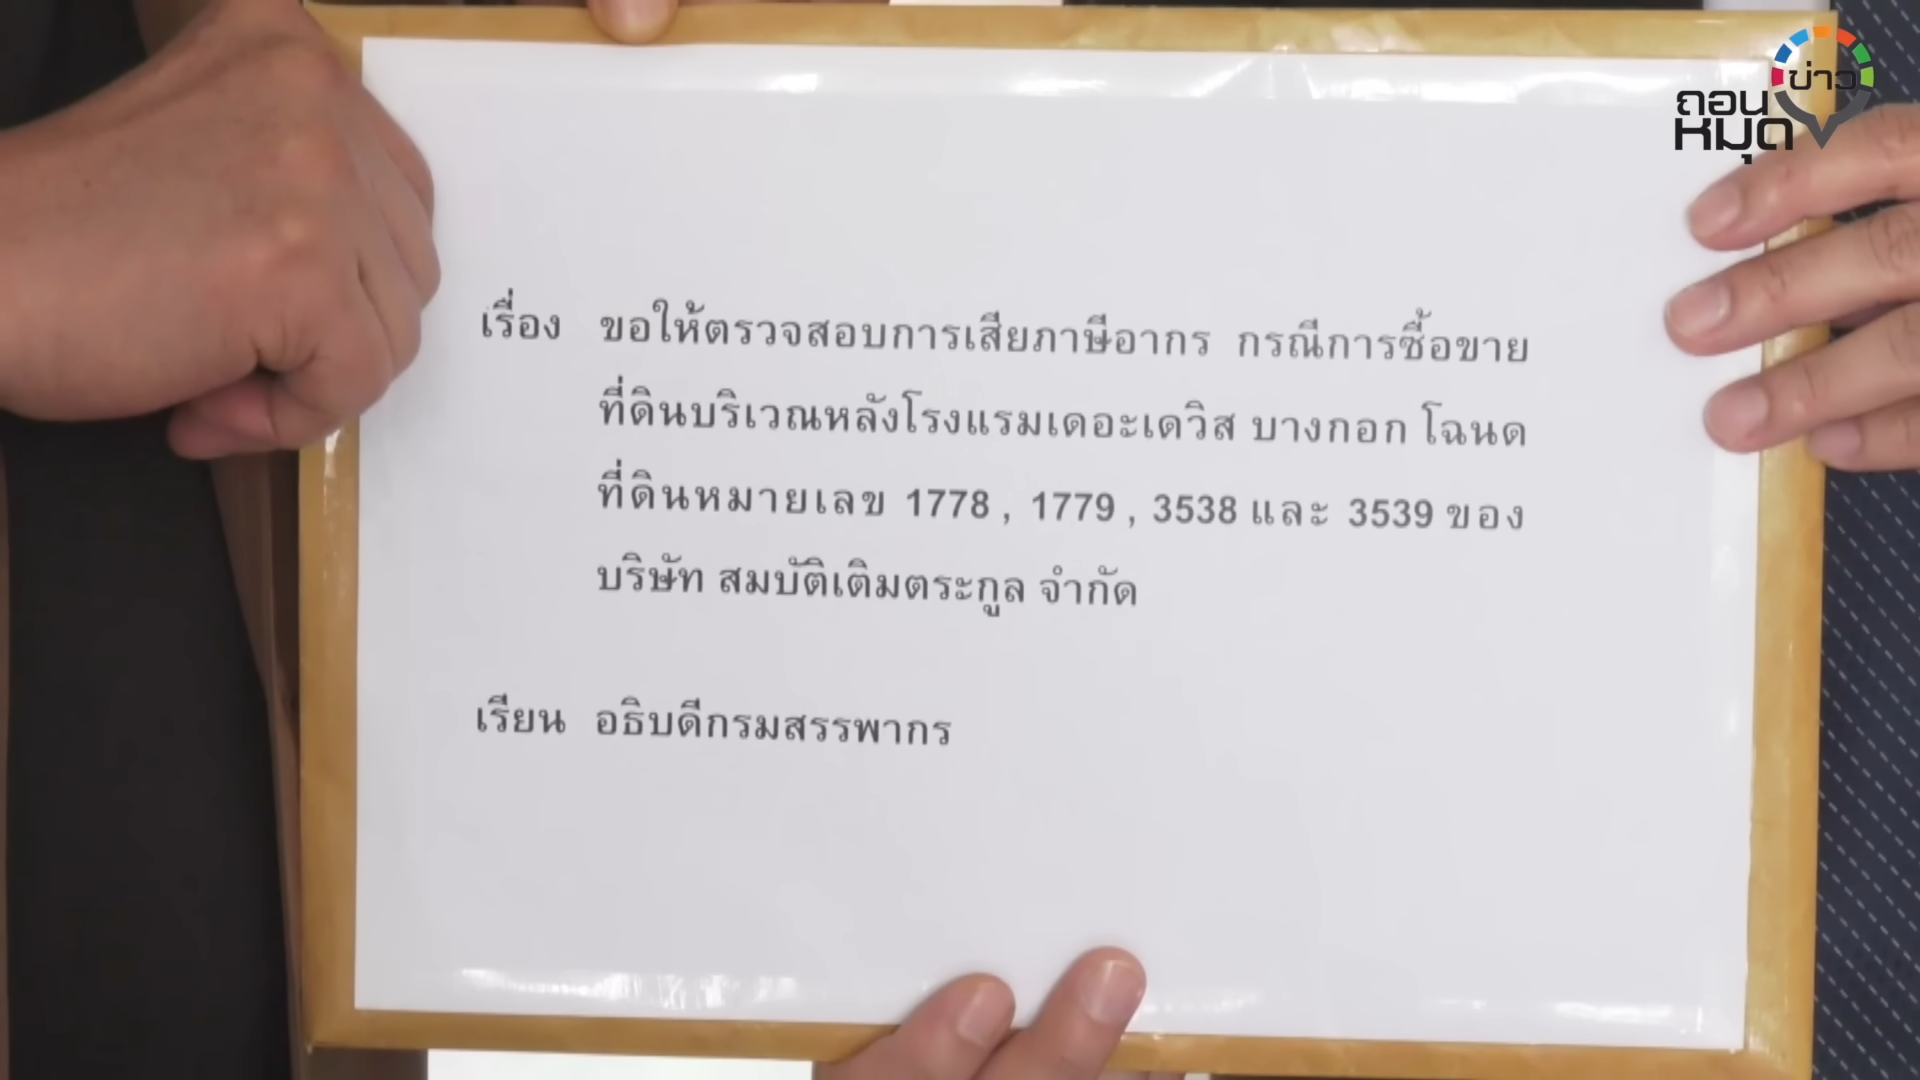 ข่าว
ถอน
หมุด
เรื่อง ขอให้ตรวจสอบการเสียภาษีอากร กรณีการซื้อขาย
ที่ดินบริเวณหลังโรงแรมเดอะเดวิส บางกอก โฉนด
ที่ดินหมายเลข 1778 , 1779 , 3538 และ 3539 ของ
บริษัท สมบัติเติมตระกูล จำกัด
เรียน อธิบดีกรมสรรพากร